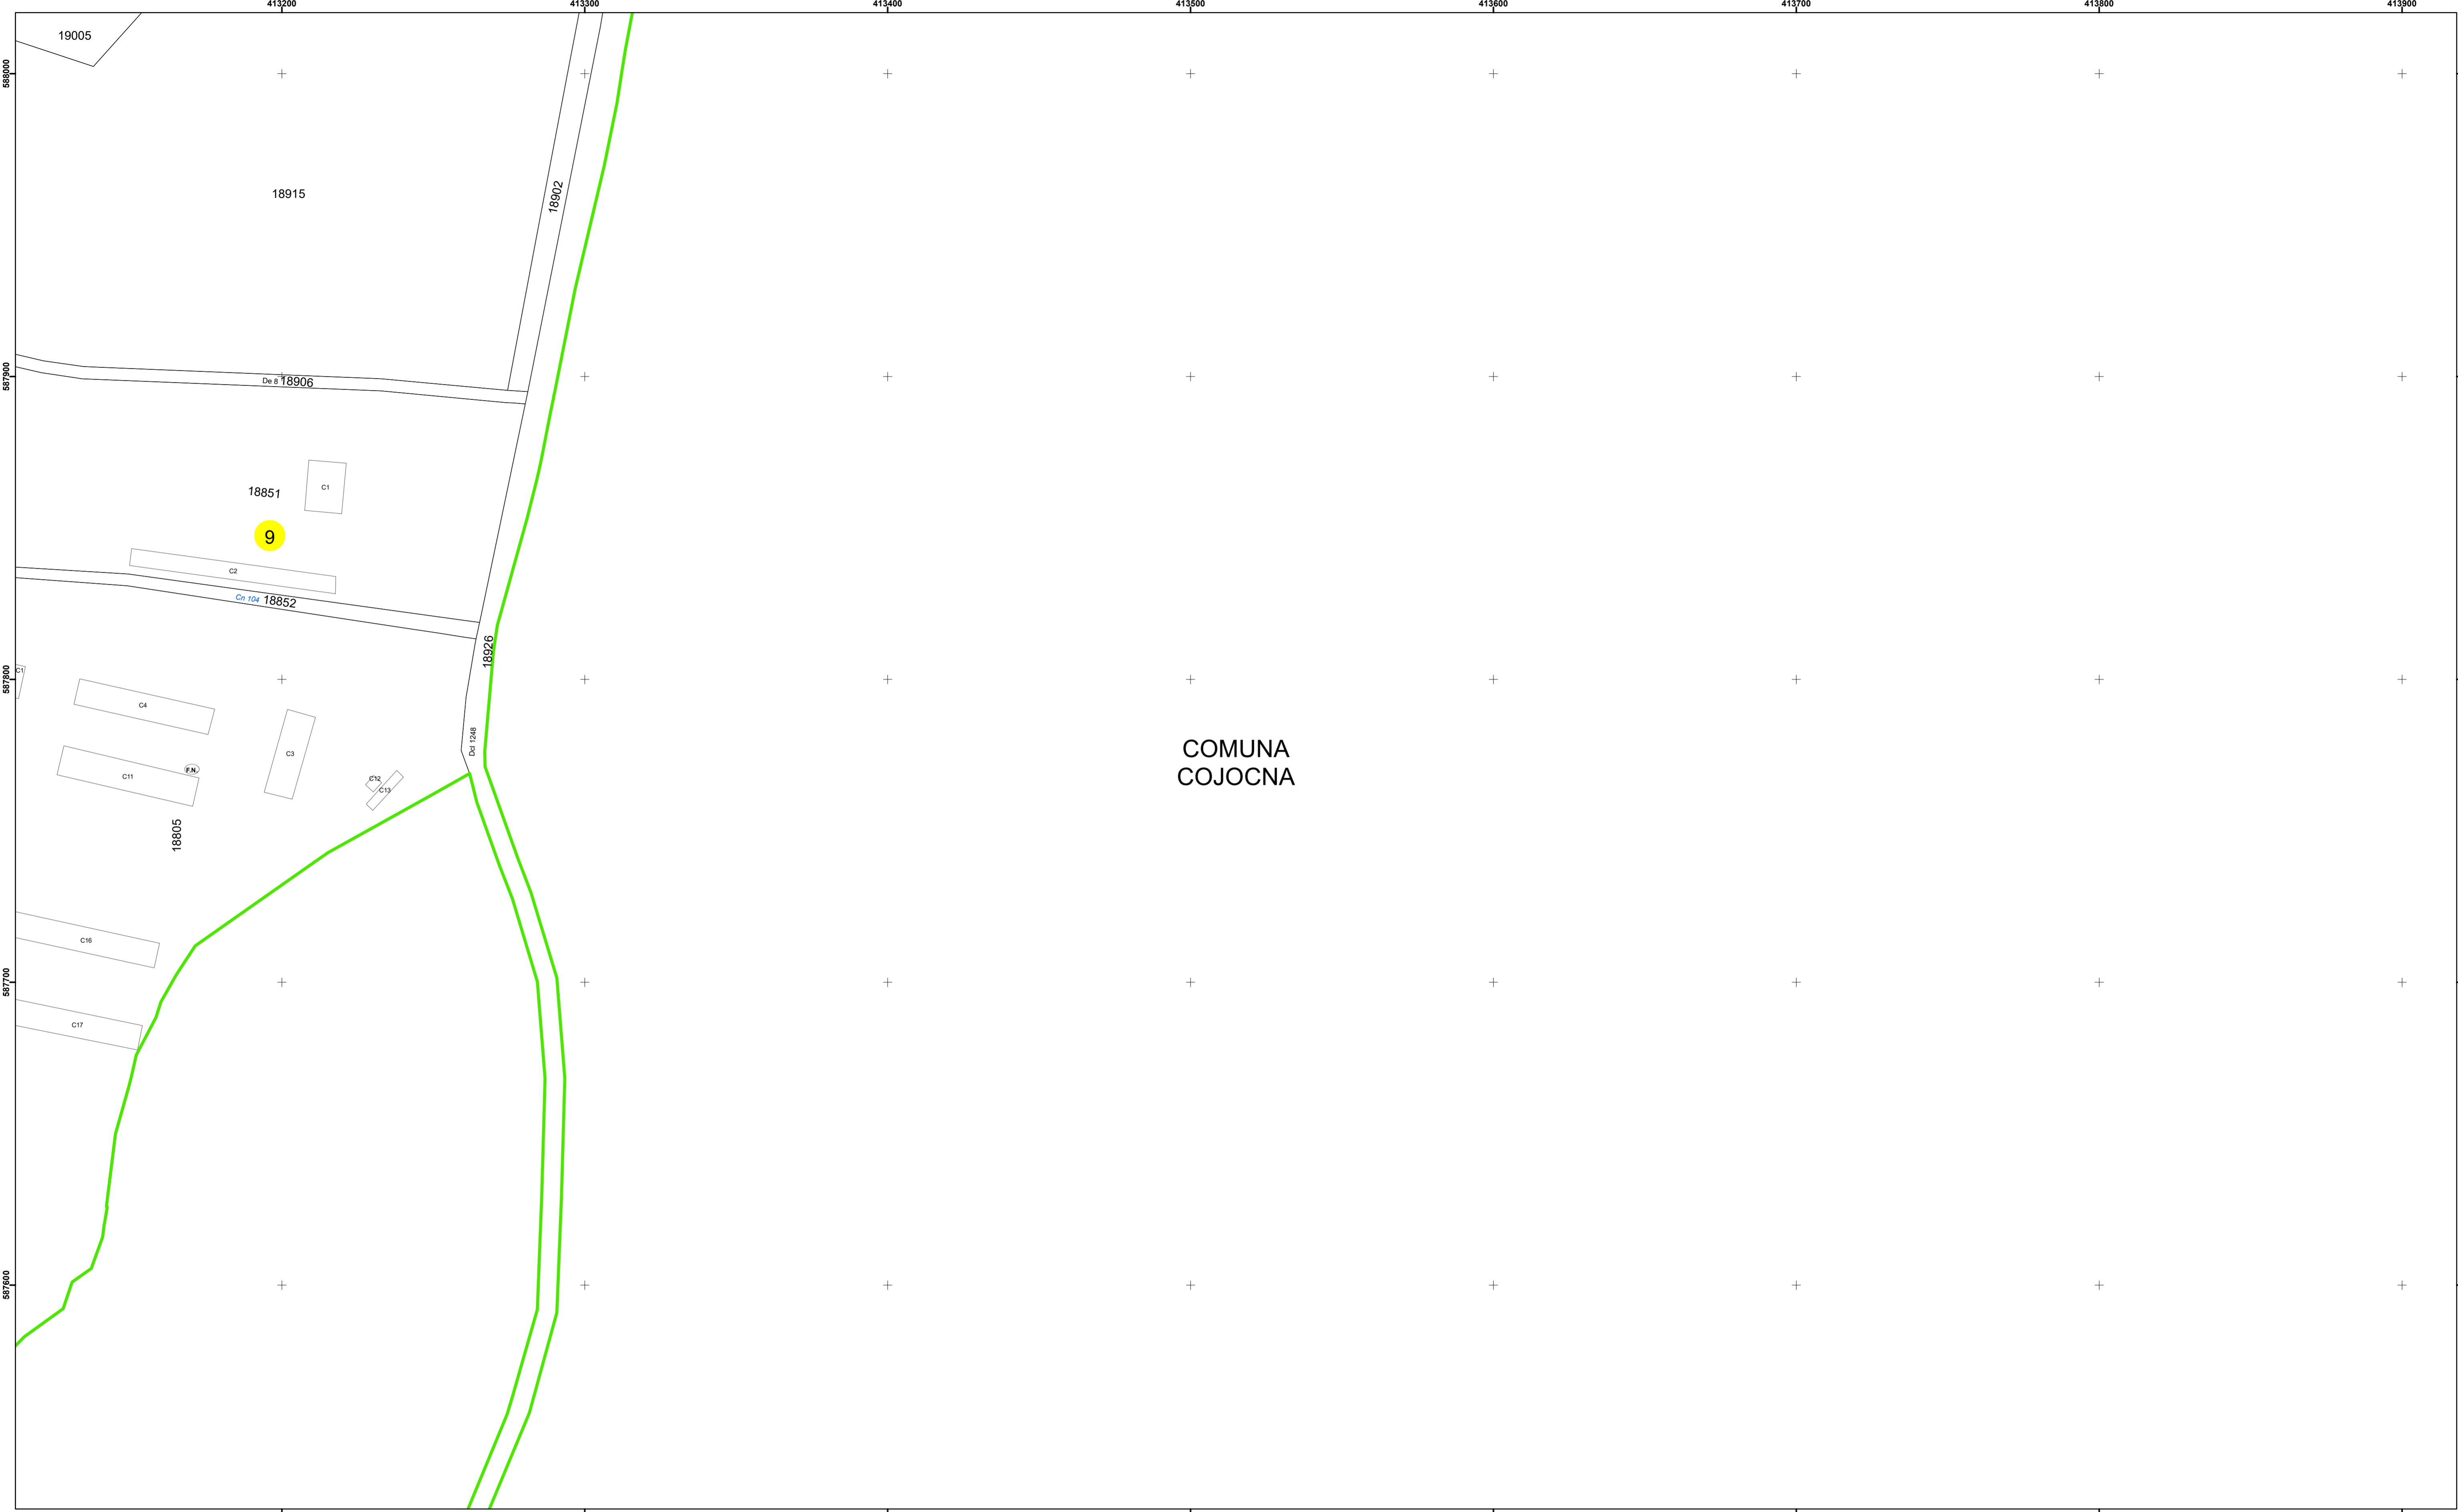 413200 413300 413400 413500 413600 413700 413800 413900
19005
588000
18915
18902
587900
De 8 18906
C1
18851
9
C2
Cn 104 18852
18926
C1
587800
C4
Dcl 1248
C3
COMUNA
COJOCNA
F.N.
C11
C12
C13
18805
C16
587700
C17
587600